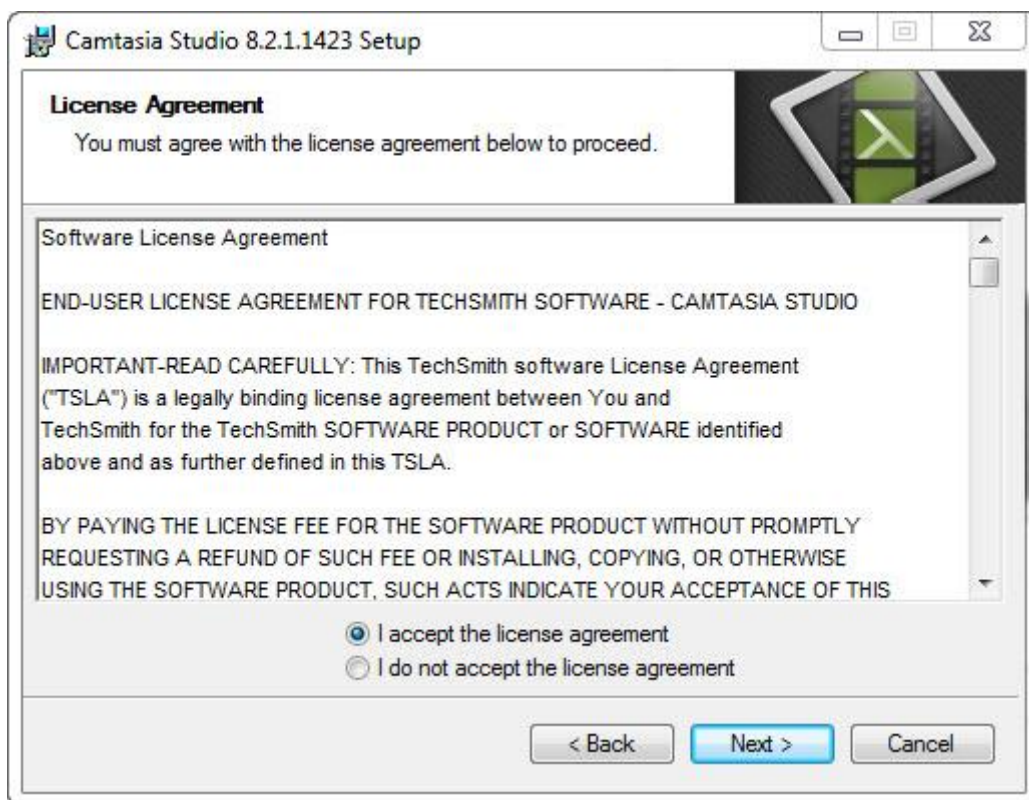 Camtasia Studio 8.2.1.1423 Setup
License Agreement
You must agree with the license agreement below to proceed.
Software License Agreement
END-USER LICENSE AGREEMENT FOR TECHSMITH SOFTWARE - CAMTASIA STUDIO
IMPORTANT-READ CAREFULLY: This TechSmith software License Agreement
("TSLA") is a legally binding license agreement between You and
TechSmith for the TechSmith SOFTWARE PRODUCT or SOFTWARE identified
above and as further defined in this TSLA.
BY PAYING THE LICENSE FEE FOR THE SOFTWARE PRODUCT WITHOUT PROMPTLY
REQUESTING A REFUND OF SUCH FEE OR INSTALLING, COPYING, OR OTHERWISE
USING THE SOFTWARE PRODUCT, SUCH ACTS INDICATE YOUR ACCEPTANCE OF THIS
I accept the license agreement
I do not accept the license agreement
< Back Next > Cancel